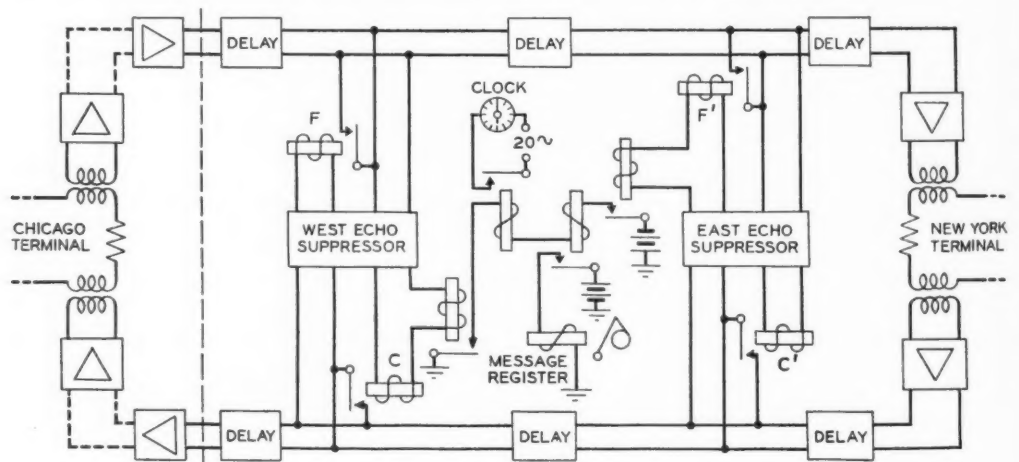 DELAY
DELAY
DELAY
CLOCK
20~
F
F'
CHICAGO
TERMINAL
WEST ECHO
SUPPRESSOR
EAST ECHO
SUPPRESSOR
NEW YORK
TERMINAL
C
MESSAGE
REGISTER
C'
DELAY
DELAY
DELAY